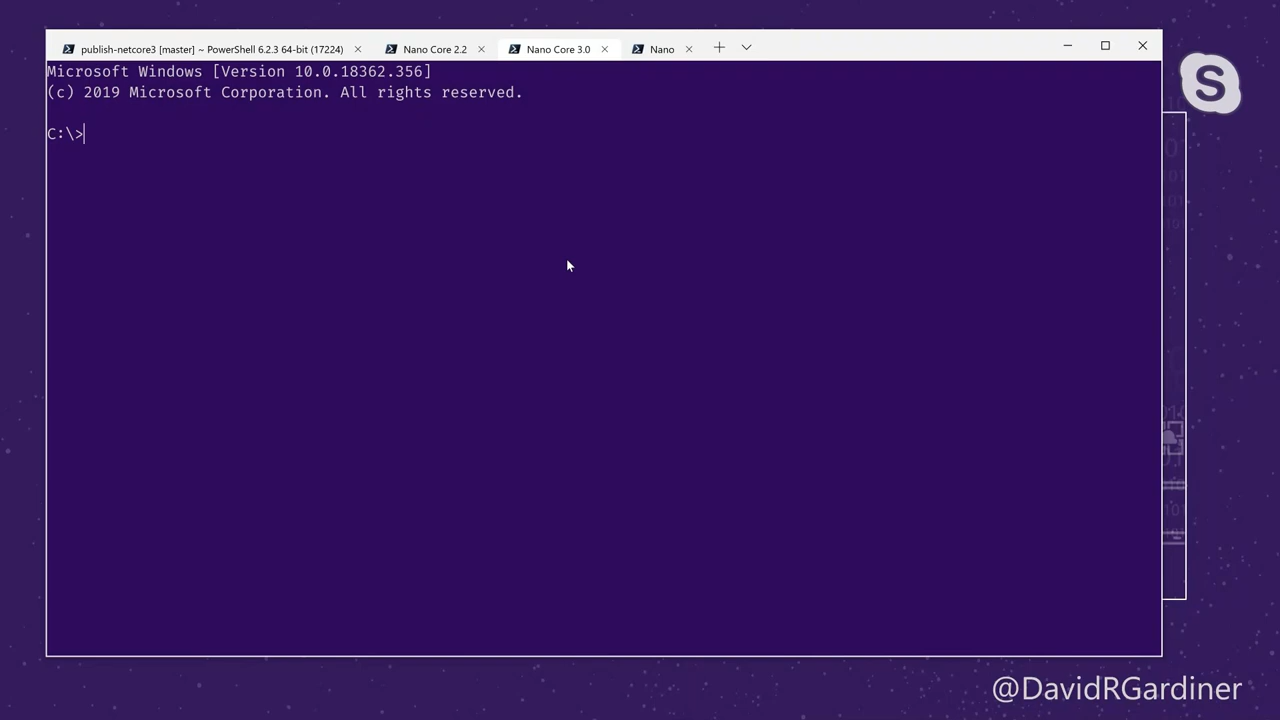 publish-netcore3 [master] ~ PowerShell 6.2.3 64-bit (17224)
Nano Core 2.2
Nano Core 3.0
Nano
Microsoft Windows [Version 10.0.18362.356]
(c) 2019 Microsoft Corporation. All rights reserved.
C:\>
S
@DavidRGardiner